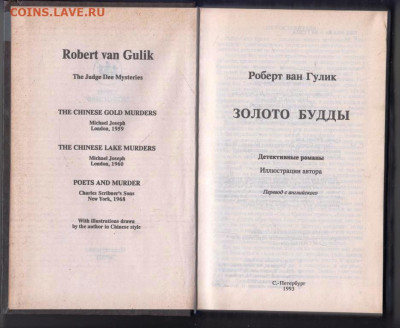 COINS.LAVE.RU
Robert van Gulik
The Judge Dee Mysteries
THE CHINESE GOLD MURDERS
Michael Joseph
London, 1959
THE CHINESE LAKE MURDERS
Michael Joseph
London, 1960
POETS AND MURDER
Charles Scribner's Sons
New York, 1968
With illustrations drawn
by the author in Chinese style
Роберт ван Гулик
ЗОЛОТО БУДДЫ
Детективные романы
Иллюстрации автора
Перевод с английского
С.-Петербург
1993